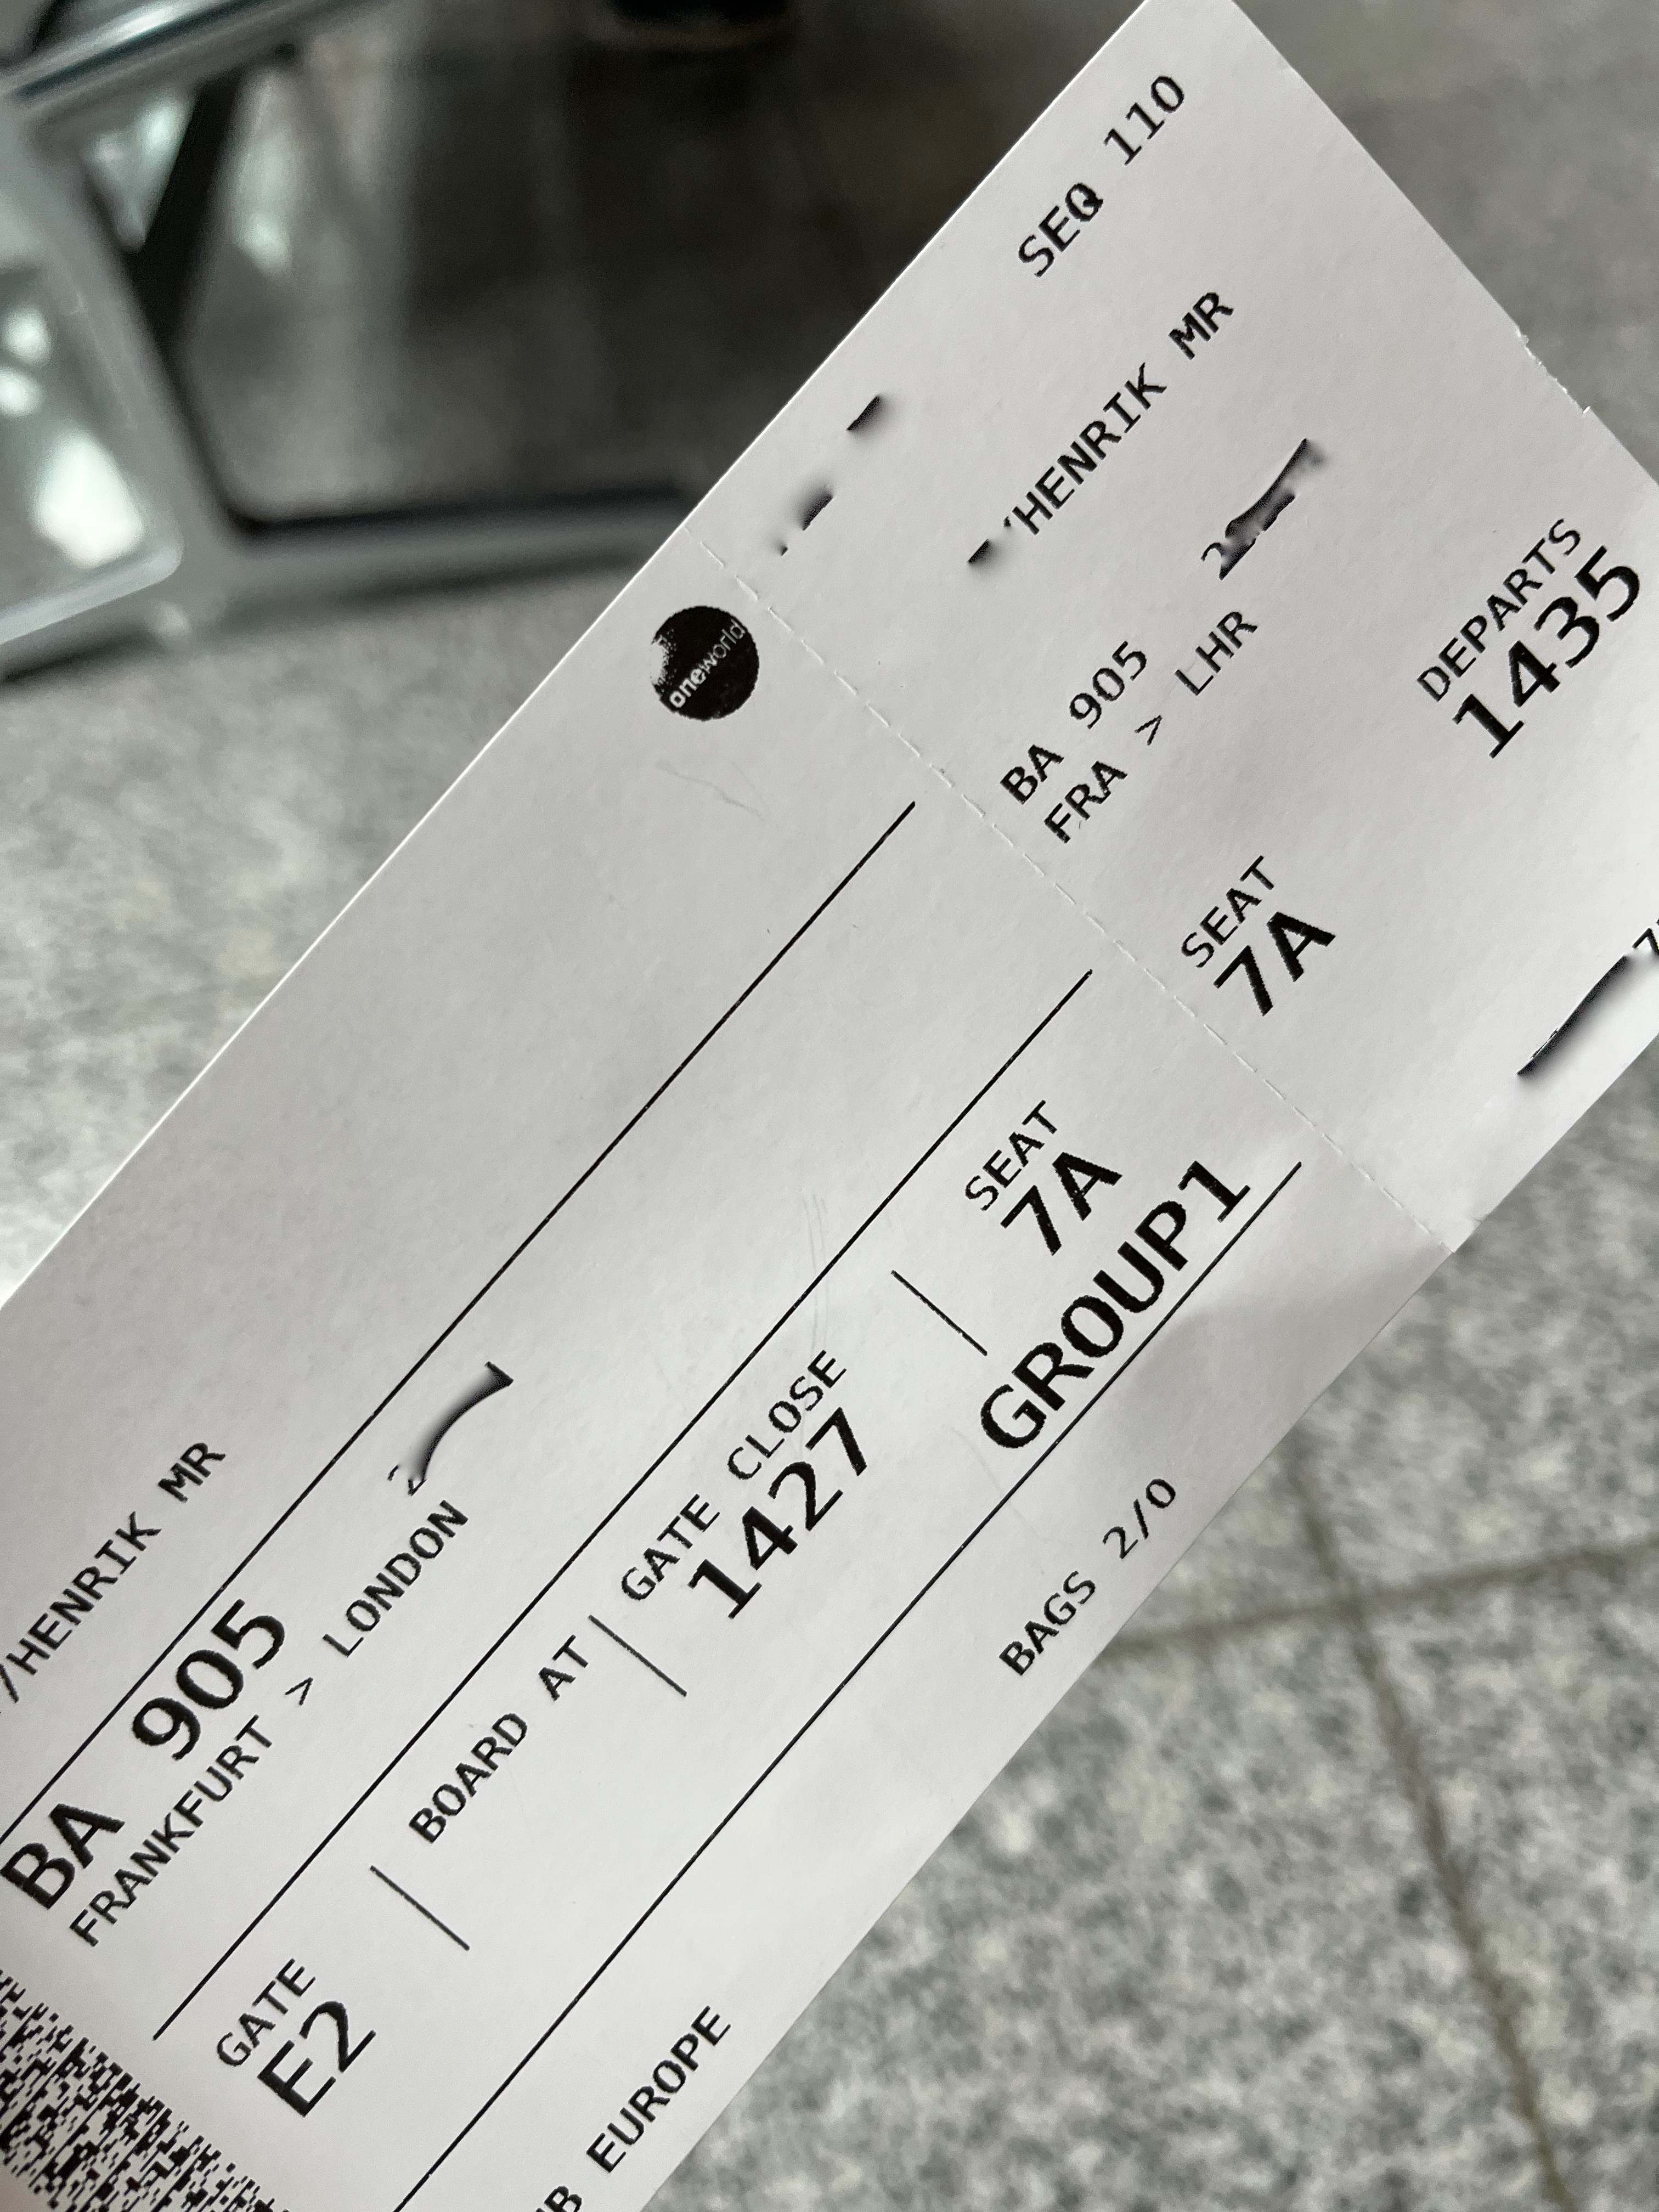 /HENRIK MR
BA 905
FRANKFURT > LONDON
GATE
E2
BOARD AT
GATE CLOSE
1427
SEAT
7A
GROUP1
EUROPE
BAGS 2/0
oneworld
SEQ 110
HENRIK MR
BA 905
FRA > LHR
SEAT
7A
DEPARTS
1435